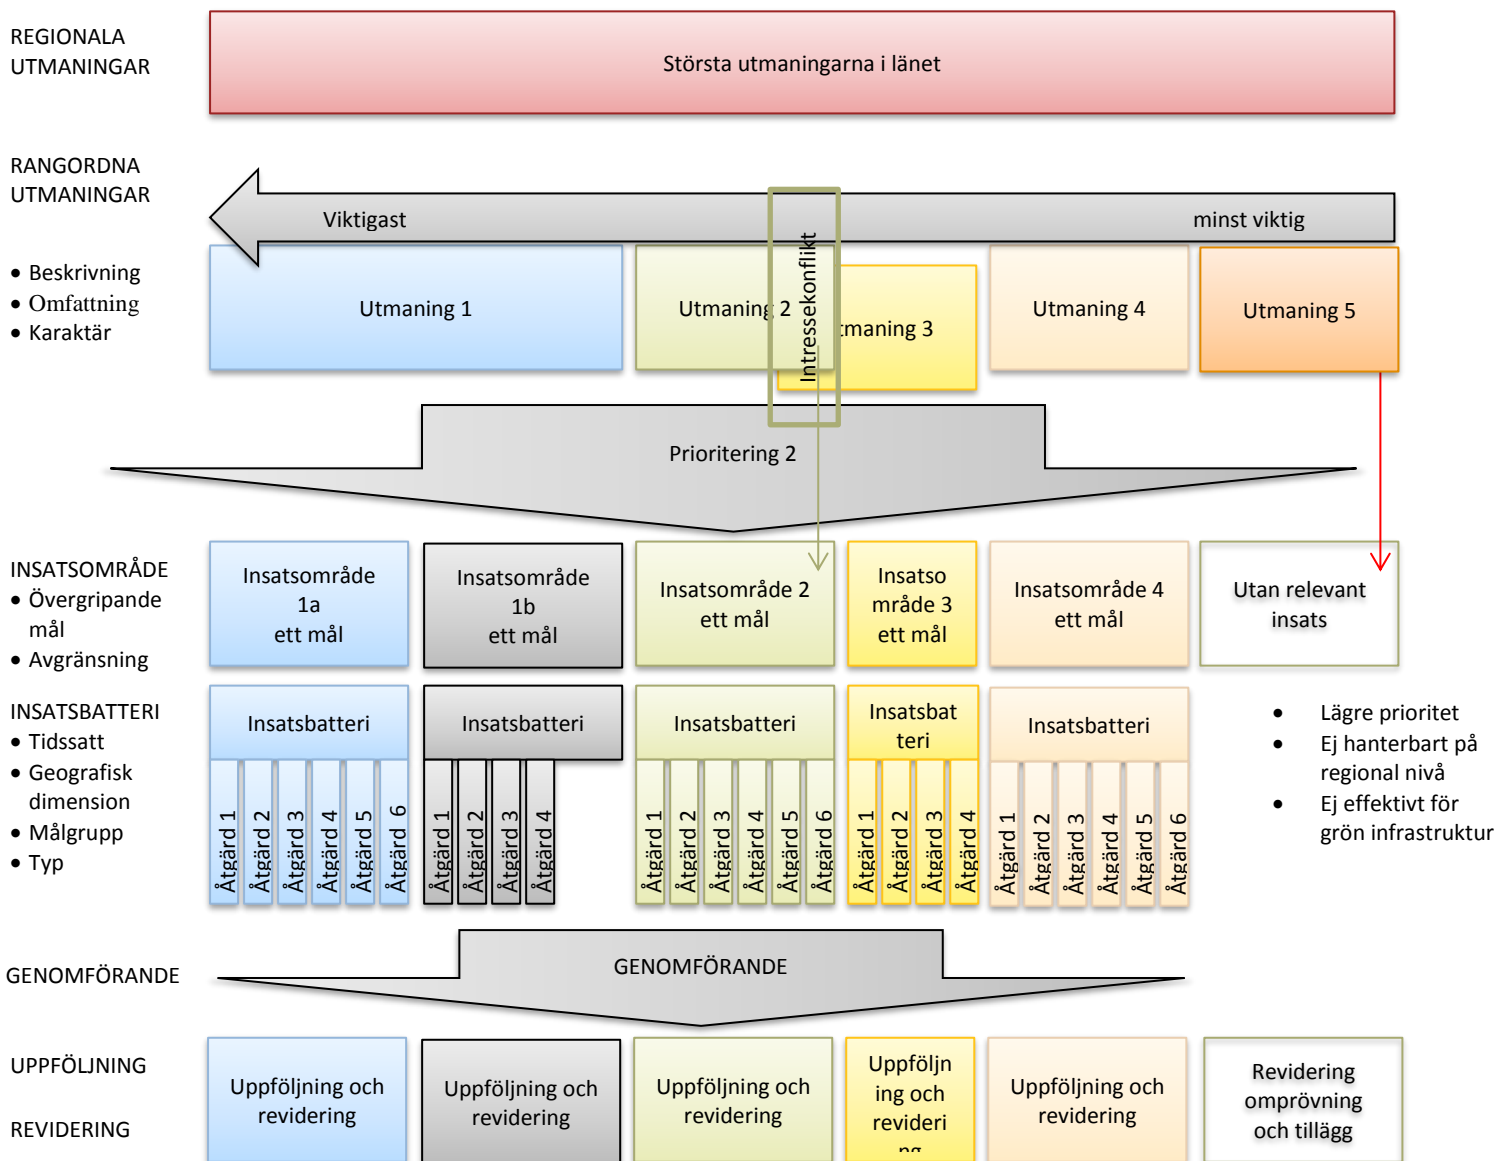 REGIONALA
UTMANINGAR
Största utmaningarna i länet
RANGORDNA
UTMANINGAR
Viktigast
minst viktig
• Beskrivning
• Omfattning
• Karaktär
Utmaning 1
Utmaning 2
Intressekonflikt
tmaning 3
Utmaning 4
Utmaning 5
Prioritering 2
INSATSOMRÅDE
• Övergripande
mål
• Avgränsning
Insatsområde
1a
ett mål
Insatsområde
1b
ett mål
Insatsområde 2
ett mål
Insatso
mråde 3
ett mål
Insatsområde 4
ett mål
Utan relevant
insats
INSATSBATTERI
• Tidssatt
• Geografisk
dimension
• Målgrupp
• Typ
Insatsbatteri
Åtgärd 1
Åtgärd 2
Åtgärd 3
Åtgärd 4
Åtgärd 5
Åtgärd 6
Insatsbatteri
Åtgärd 1
Åtgärd 2
Åtgärd 3
Åtgärd 4
Insatsbatteri
Åtgärd 1
Åtgärd 2
Åtgärd 3
Åtgärd 4
Åtgärd 5
Åtgärd 6
Insatsbat
teri
Åtgärd 1
Åtgärd 2
Åtgärd 3
Åtgärd 4
Insatsbatteri
Åtgärd 1
Åtgärd 2
Åtgärd 3
Åtgärd 4
Åtgärd 5
Åtgärd 6
• Lägre prioritet
• Ej hanterbart på
regional nivå
• Ej effektivt för
grön infrastruktur
GENOMFÖRANDE
GENOMFÖRANDE
UPPFÖLJNING
REVIDERING
Uppföljning och
revidering
Uppföljning och
revidering
Uppföljning och
revidering
Uppföljn
ing och
revideri
ng
Uppföljning och
revidering
Revidering
omprövning
och tillägg